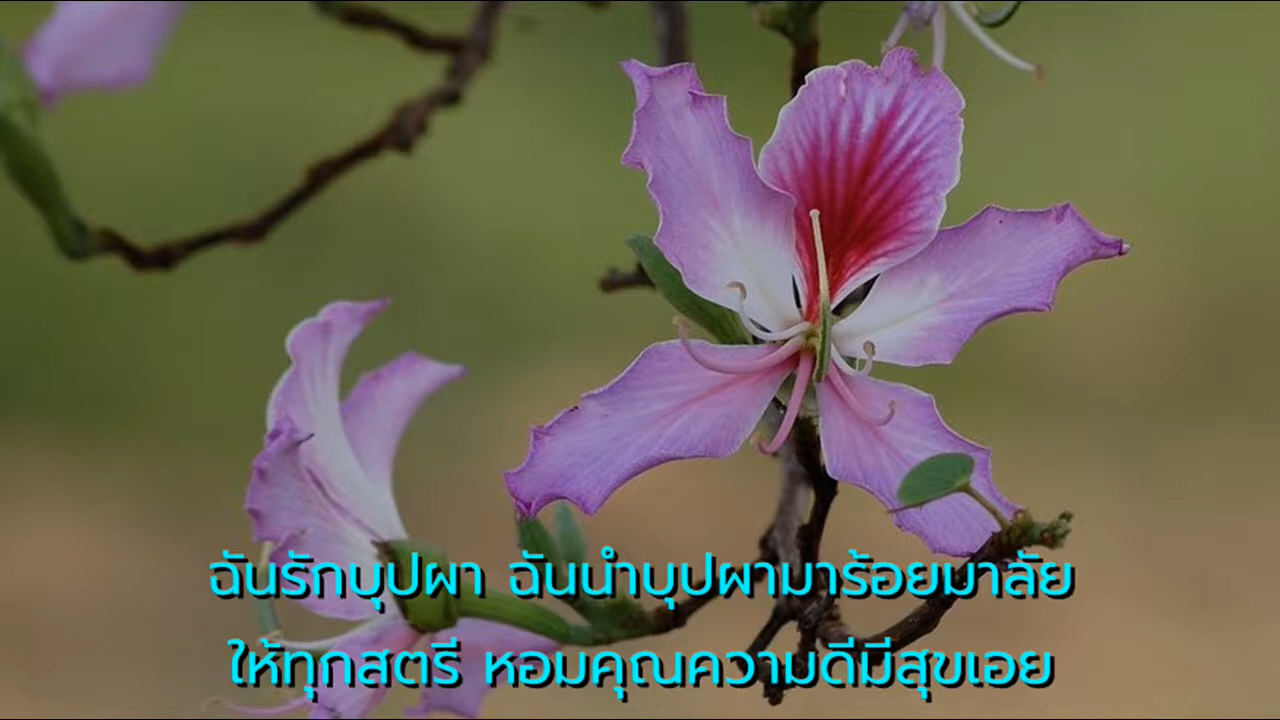 ฉันรักบุปผา ฉันนำบุปผามาร้อยมาลัย
ให้ทุกสตรี หอมคุณความดีมีสุขเอย